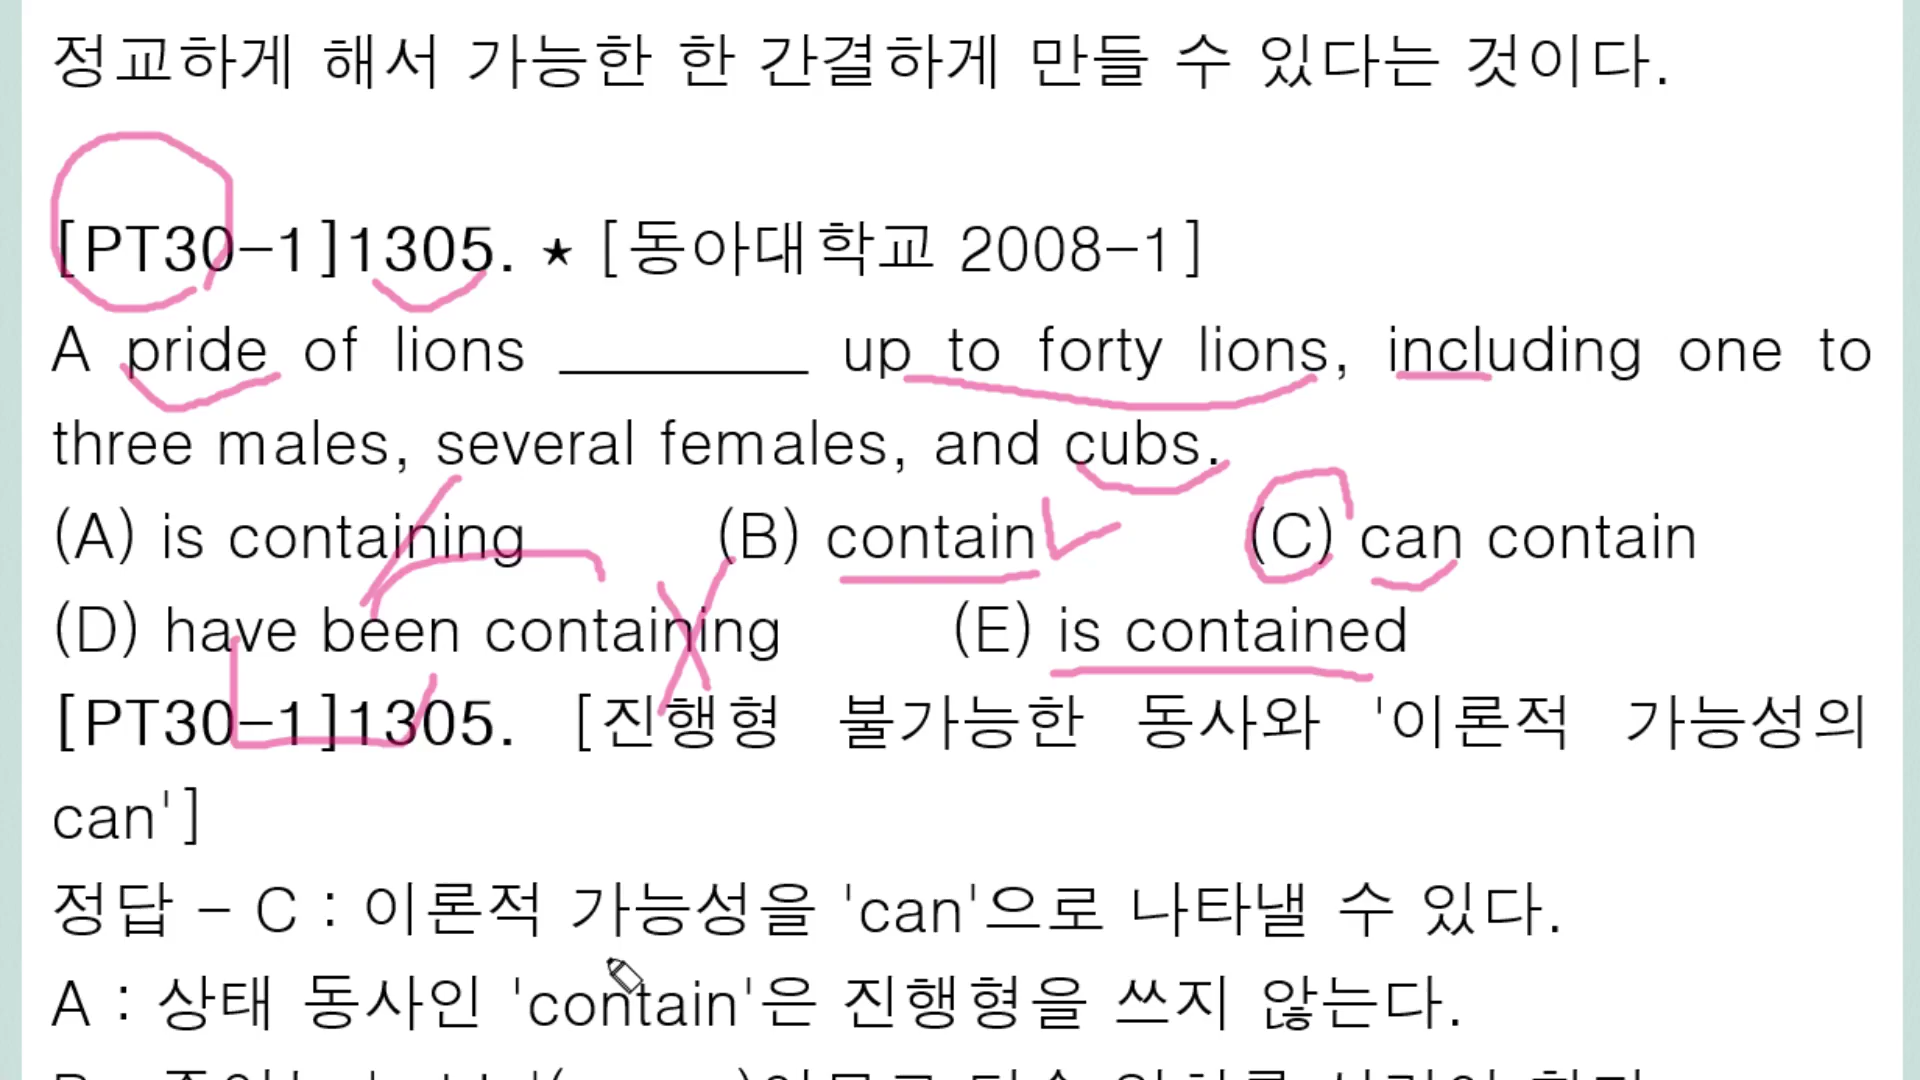 정교하게 해서 가능한 한 간결하게 만들 수 있다는 것이다.
[PT30-1]1305. ★ [동아대학교 2008-1]
A pride of lions ________ up to forty lions, including one to
three males, several females, and cubs.
(A) is containing (B) contain (C) can contain
(D) have been containing (E) is contained
[PT30-1]1305. [진행형 불가능한 동사와 '이론적 가능성의
can']
정답 - C : 이론적 가능성을 'can'으로 나타낼 수 있다.
A : 상태 동사인 'contain'은 진행형을 쓰지 않는다.